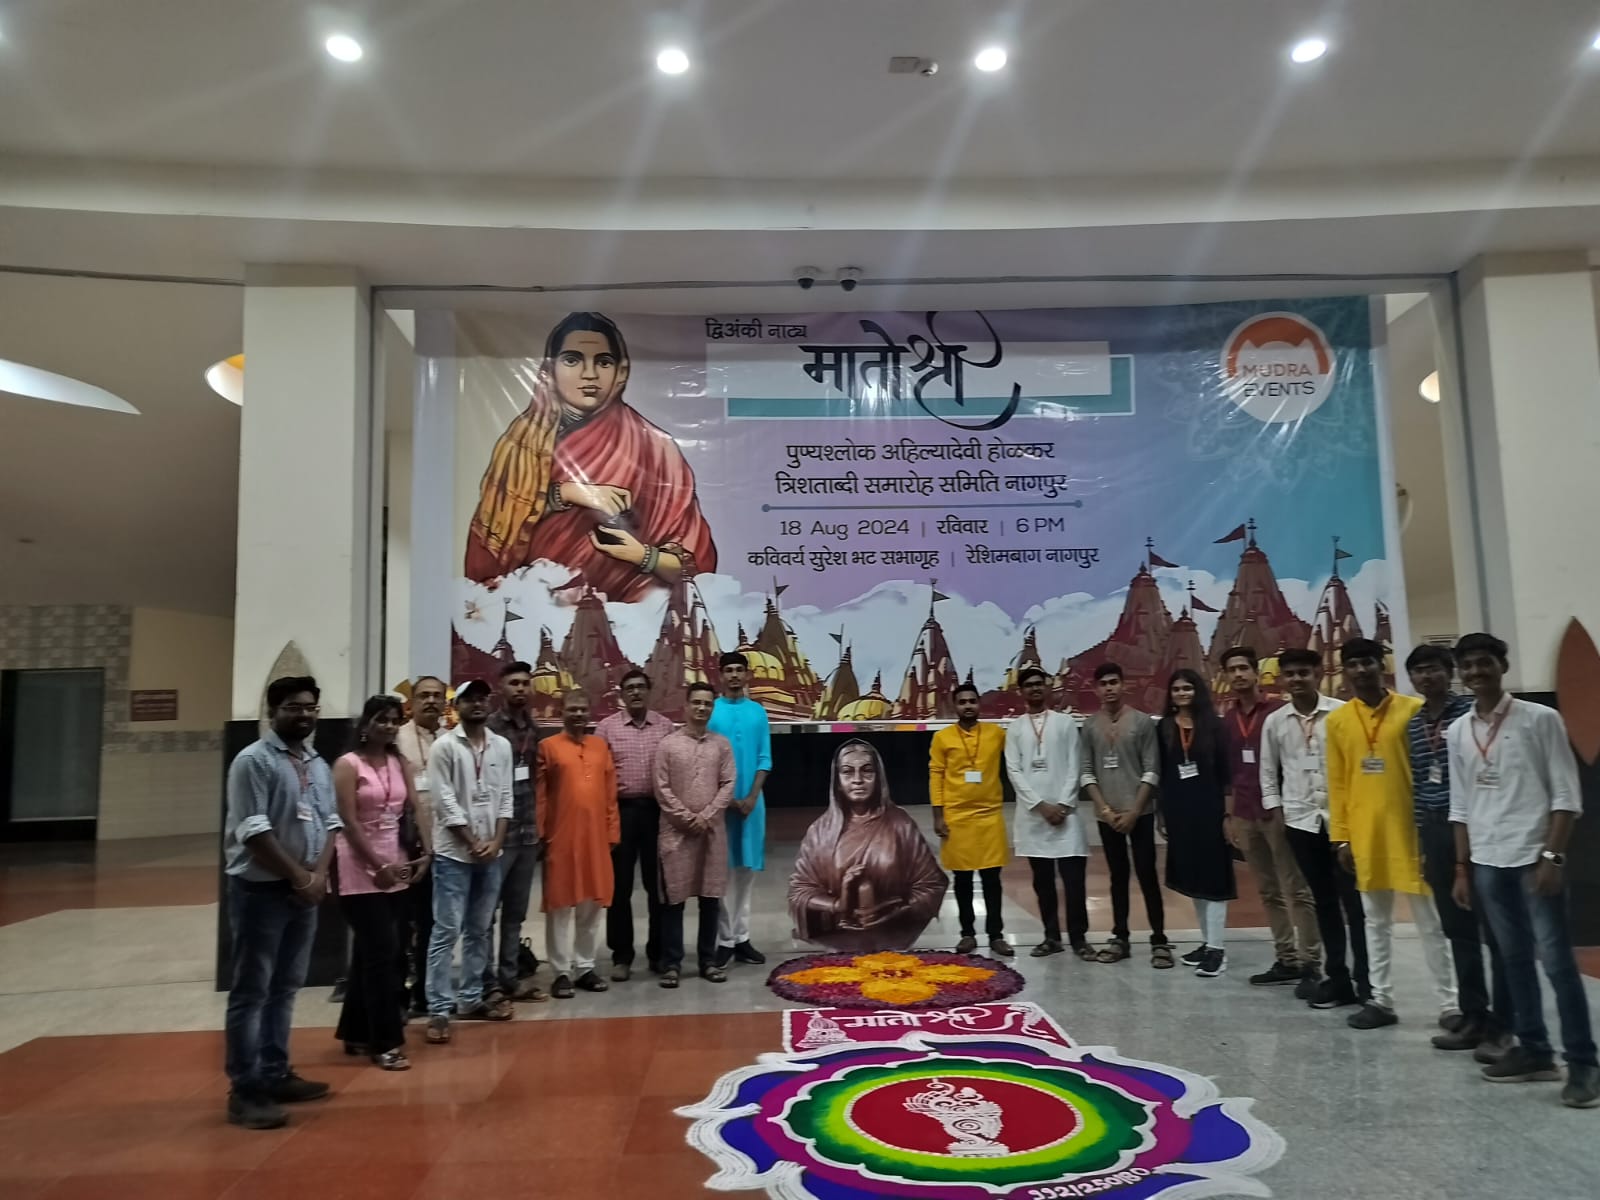 द्विअंकी नाट्य
मातोश्री
MUDRA
EVENTS
पुण्यश्लोक अहिल्यादेवी होळकर
त्रिशताब्दी समारोह समिति नागपुर
18 Aug 2024 | रविवार | 6 PM
कविवर्य सुरेश भट सभागृह | रेशिमबाग नागपुर
मातोश्री